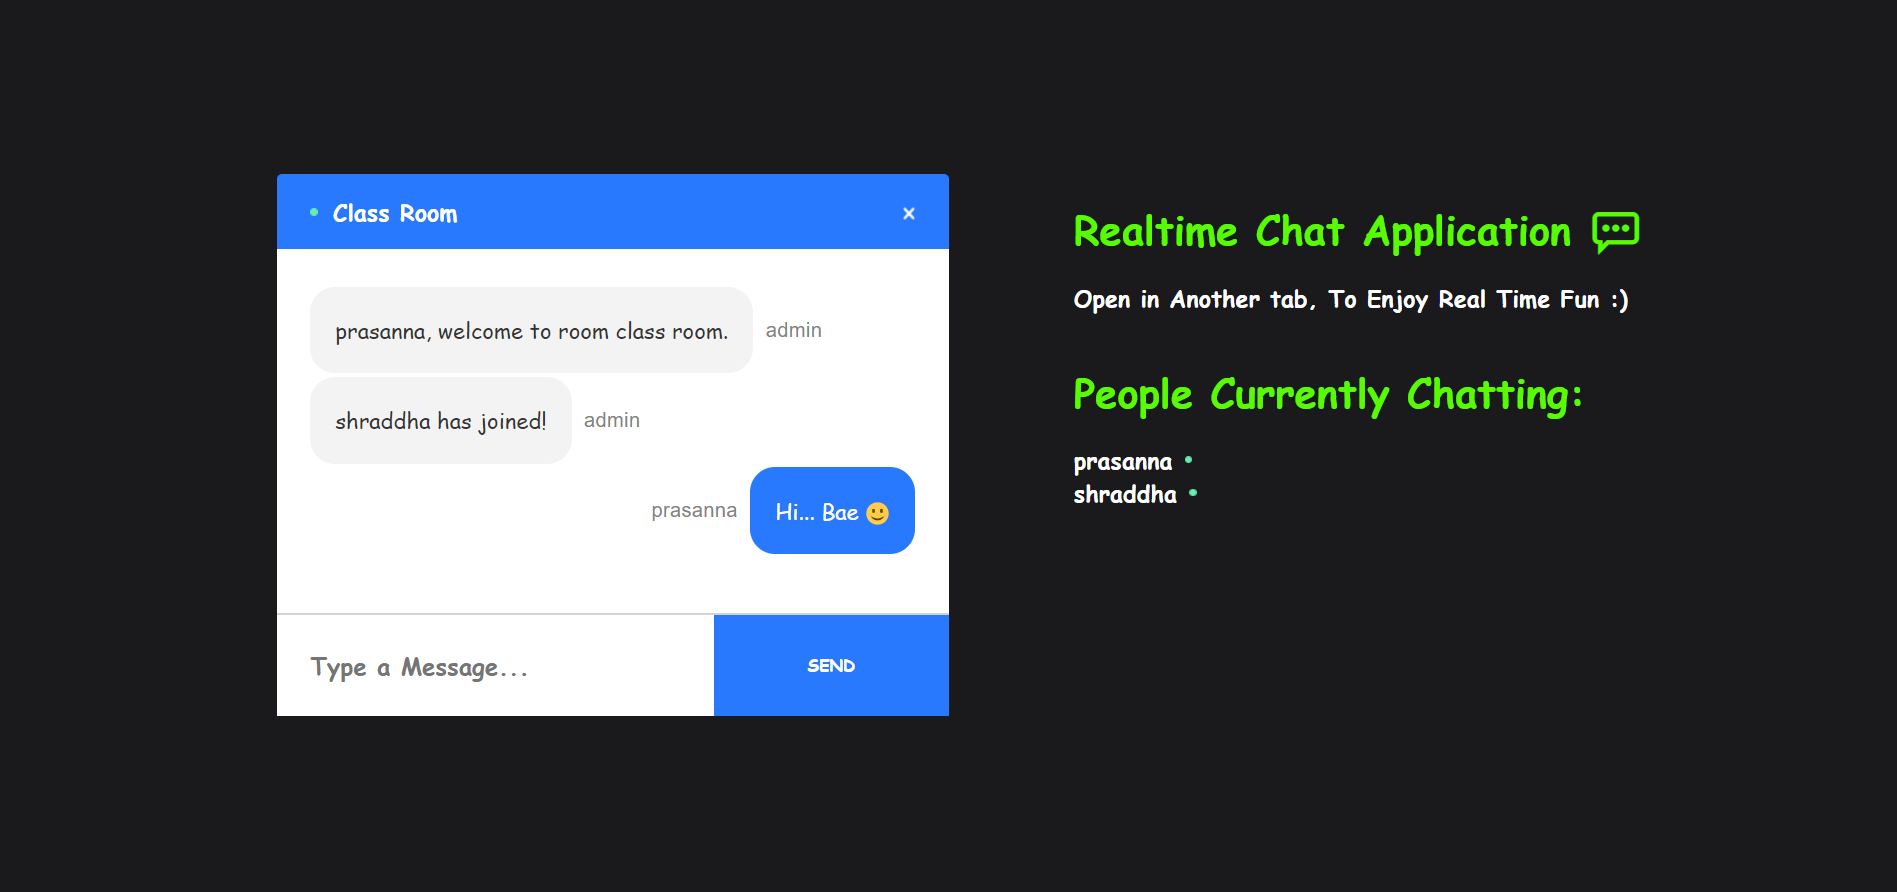 Class Room
prasanna, welcome to room class room.
admin
shraddha has joined!
admin
prasanna
Hi... Bae 🙂
Type a Message...
SEND
Realtime Chat Application
Open in Another tab, To Enjoy Real Time Fun :)
People Currently Chatting:
prasanna
shraddha